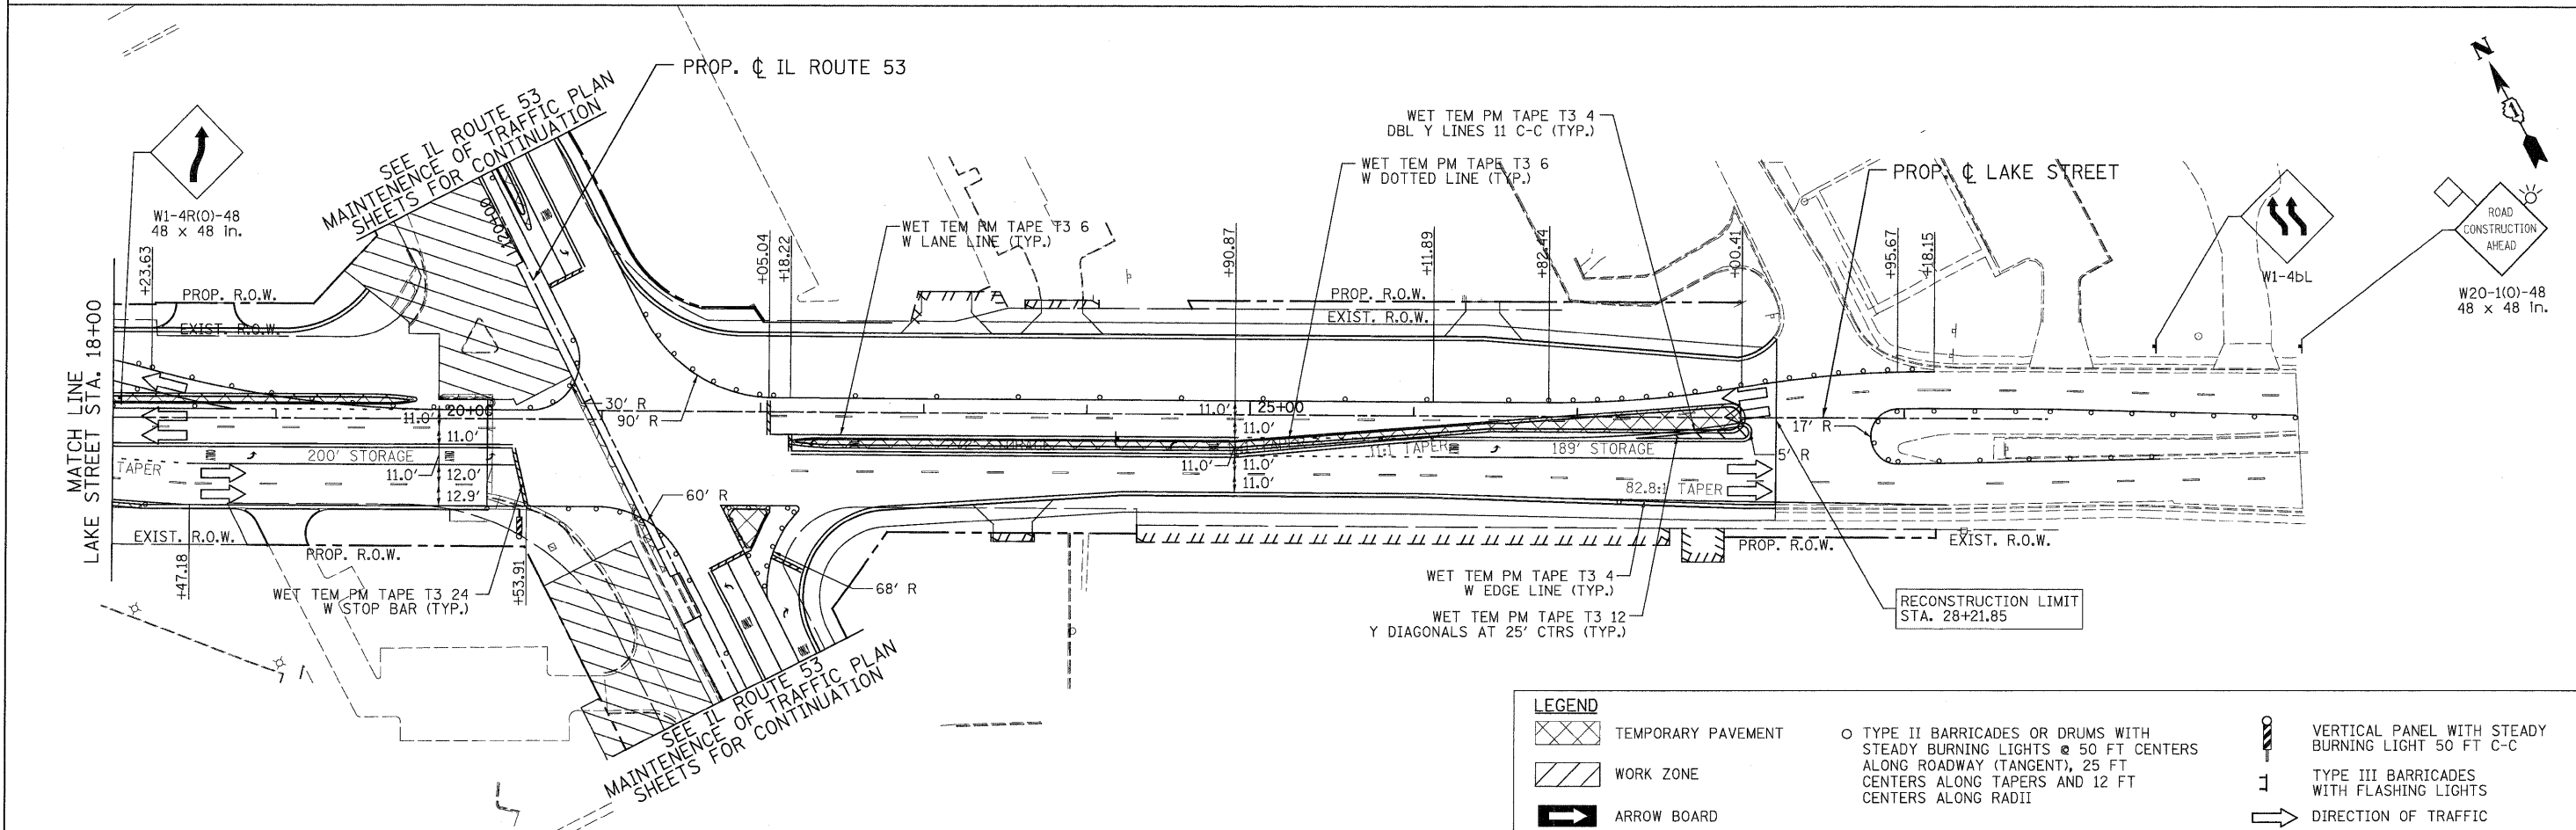 PROP. ℄ IL ROUTE 53
SEE IL ROUTE 53
MAINTENENCE OF TRAFFIC PLAN
SHEETS FOR CONTINUATION
W1-4R(O)-48
48 x 48 in.
WET TEM PM TAPE T3 4
DBL Y LINES 11 C-C (TYP.)
WET TEM PM TAPE T3 6
W DOTTED LINE (TYP.)
WET TEM PM TAPE T3 6
W LANE LINE (TYP.)
PROP. ℄ LAKE STREET
N
1
W1-4bL
ROAD
CONSTRUCTION
AHEAD
W20-1(O)-48
48 x 48 in.
+23.63
120+00
+05.04
+18.22
+90.87
+11.89
+82.44
+00.41
+95.67
+18.15
PROP. R.O.W.
EXIST. R.O.W.
PROP. R.O.W.
EXIST. R.O.W.
MATCH LINE
LAKE STREET STA. 18+00
30' R
90' R
20+00
25+00
11.0'
11.0'
11.0'
12.0'
12.9'
11.0'
11.0'
11.0'
11.0'
11.0'
TAPER
200' STORAGE
11:1 TAPER
189' STORAGE
5' R
17' R
82.8:1 TAPER
60' R
68' R
ONLY
ONLY
EXIST. R.O.W.
PROP. R.O.W.
+47.18
+53.91
WET TEM PM TAPE T3 24
W STOP BAR (TYP.)
PROP. R.O.W.
EXIST. R.O.W.
WET TEM PM TAPE T3 4
W EDGE LINE (TYP.)
WET TEM PM TAPE T3 12
Y DIAGONALS AT 25' CTRS (TYP.)
RECONSTRUCTION LIMIT
STA. 28+21.85
SEE IL ROUTE 53
MAINTENENCE OF TRAFFIC PLAN
SHEETS FOR CONTINUATION
LEGEND
TEMPORARY PAVEMENT
WORK ZONE
ARROW BOARD
TYPE II BARRICADES OR DRUMS WITH
STEADY BURNING LIGHTS @ 50 FT CENTERS
ALONG ROADWAY (TANGENT), 25 FT
CENTERS ALONG TAPERS AND 12 FT
CENTERS ALONG RADII
VERTICAL PANEL WITH STEADY
BURNING LIGHT 50 FT C-C
TYPE III BARRICADES
WITH FLASHING LIGHTS
DIRECTION OF TRAFFIC